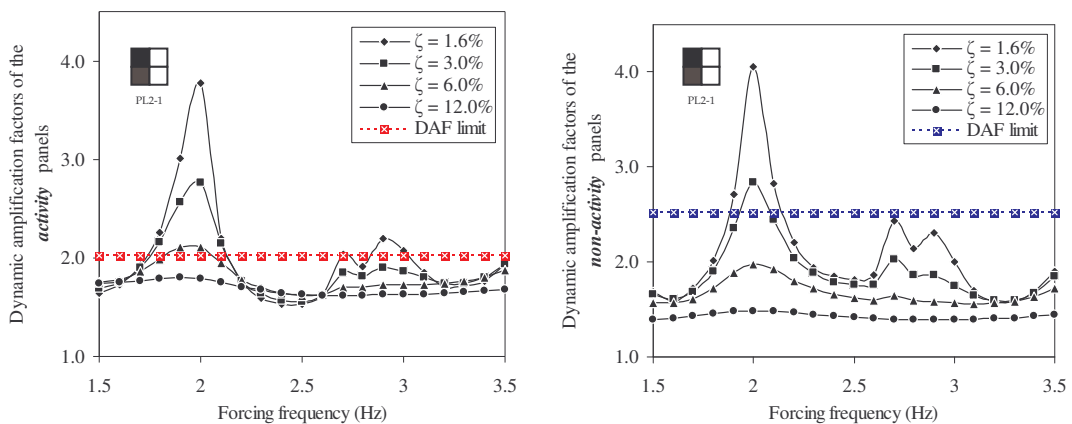 Dynamic amplification factors of the
activity panels
4.0
3.0
2.0
1.0
PL2-1
ζ = 1.6%
ζ = 3.0%
ζ = 6.0%
ζ = 12.0%
DAF limit
1.5 2 2.5 3 3.5
Forcing frequency (Hz)
Dynamic amplification factors of the
non-activity panels
4.0
3.0
2.0
1.0
PL2-1
ζ = 1.6%
ζ = 3.0%
ζ = 6.0%
ζ = 12.0%
DAF limit
1.5 2 2.5 3 3.5
Forcing frequency (Hz)